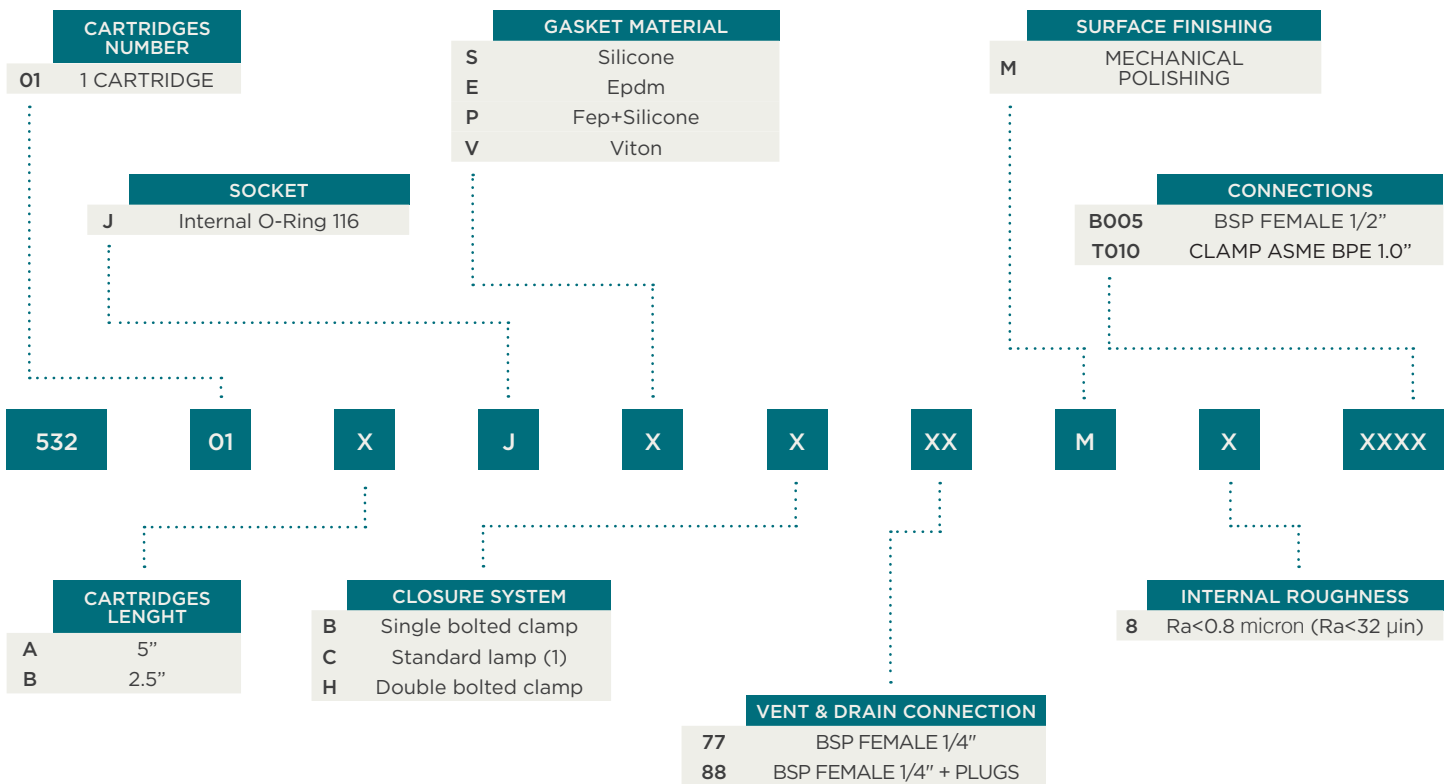 CARTRIDGES
NUMBER
01 1 CARTRIDGE
GASKET MATERIAL
S Silicone
E Epdm
P Fep+Silicone
V Viton
SURFACE FINISHING
M MECHANICAL
POLISHING
SOCKET
J Internal O-Ring 116
CONNECTIONS
B005 BSP FEMALE 1/2”
T010 CLAMP ASME BPE 1.0”
532 01 X J X X XX M X XXXX
CARTRIDGES
LENGHT
A 5”
B 2.5”
CLOSURE SYSTEM
B Single bolted clamp
C Standard lamp (1)
H Double bolted clamp
INTERNAL ROUGHNESS
8 Ra<0.8 micron (Ra<32 µin)
VENT & DRAIN CONNECTION
77 BSP FEMALE 1/4"
88 BSP FEMALE 1/4" + PLUGS